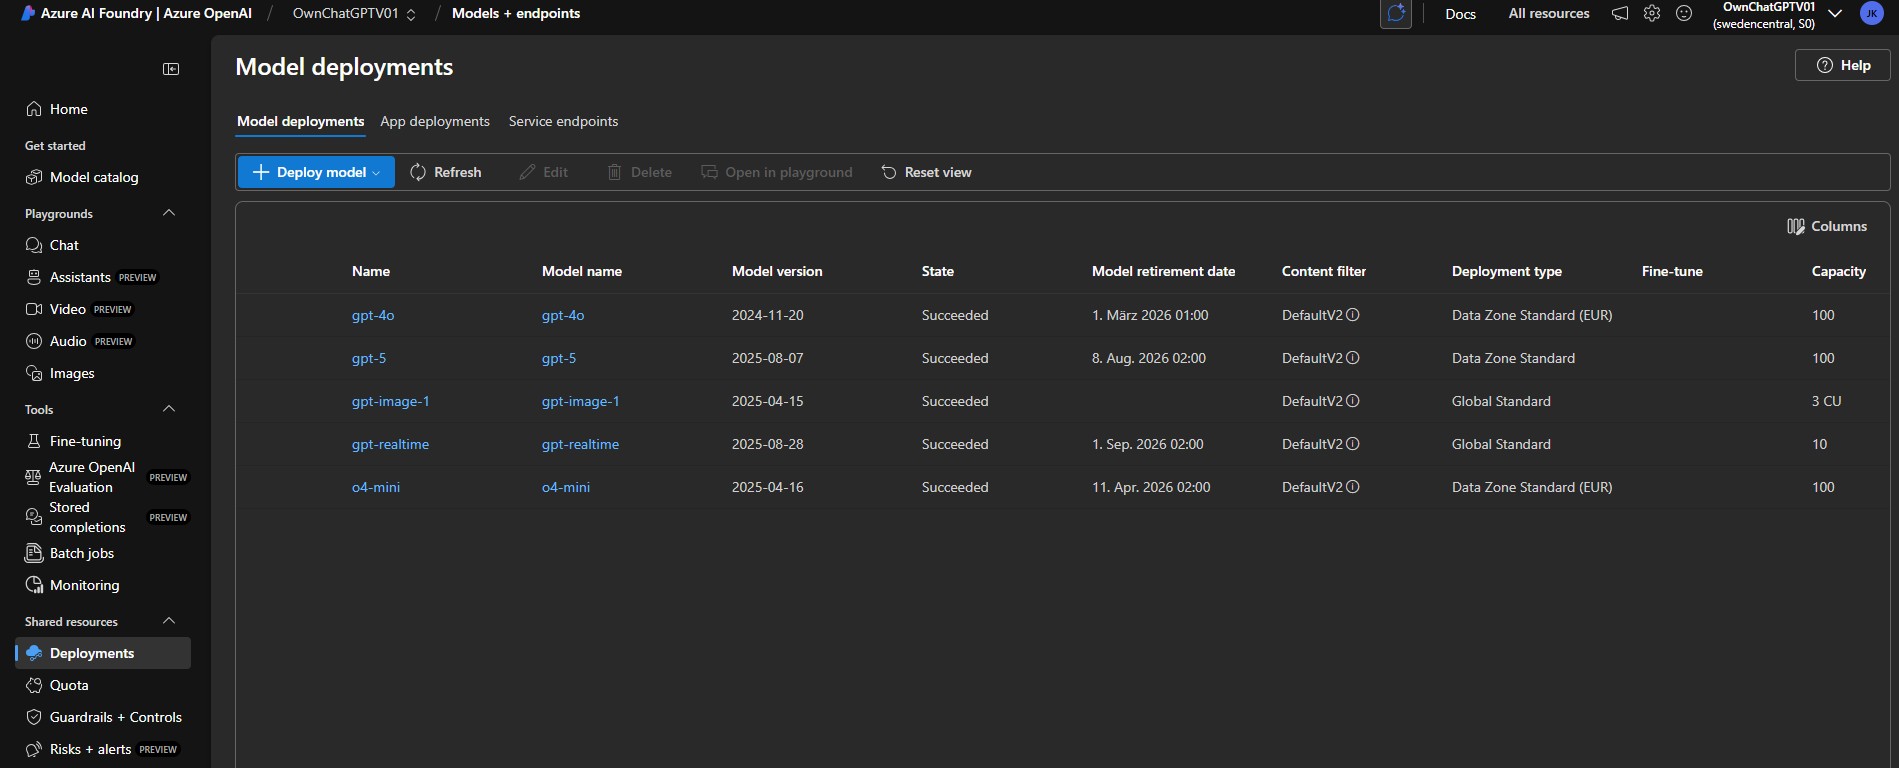 Azure AI Foundry | Azure OpenAI / OwnChatGPTV01 / Models + endpoints
Docs
All resources
OwnChatGPTV01
(swedencentral, S0)
JK
Home
Get started
Model catalog
Playgrounds
Chat
Assistants PREVIEW
Video PREVIEW
Audio PREVIEW
Images
Tools
Fine-tuning
Azure OpenAI
Evaluation PREVIEW
Stored
completions PREVIEW
Batch jobs
Monitoring
Shared resources
Deployments
Quota
Guardrails + Controls
Risks + alerts PREVIEW
Model deployments
Help
Model deployments App deployments Service endpoints
Deploy model Refresh Edit Delete Open in playground Reset view
Columns
Name Model name Model version State Model retirement date Content filter Deployment type Fine-tune Capacity
gpt-4o gpt-4o 2024-11-20 Succeeded 1. März 2026 01:00 DefaultV2 Data Zone Standard (EUR) 100
gpt-5 gpt-5 2025-08-07 Succeeded 8. Aug. 2026 02:00 DefaultV2 Data Zone Standard 100
gpt-image-1 gpt-image-1 2025-04-15 Succeeded DefaultV2 Global Standard 3 CU
gpt-realtime gpt-realtime 2025-08-28 Succeeded 1. Sep. 2026 02:00 DefaultV2 Global Standard 10
o4-mini o4-mini 2025-04-16 Succeeded 11. Apr. 2026 02:00 DefaultV2 Data Zone Standard (EUR) 100